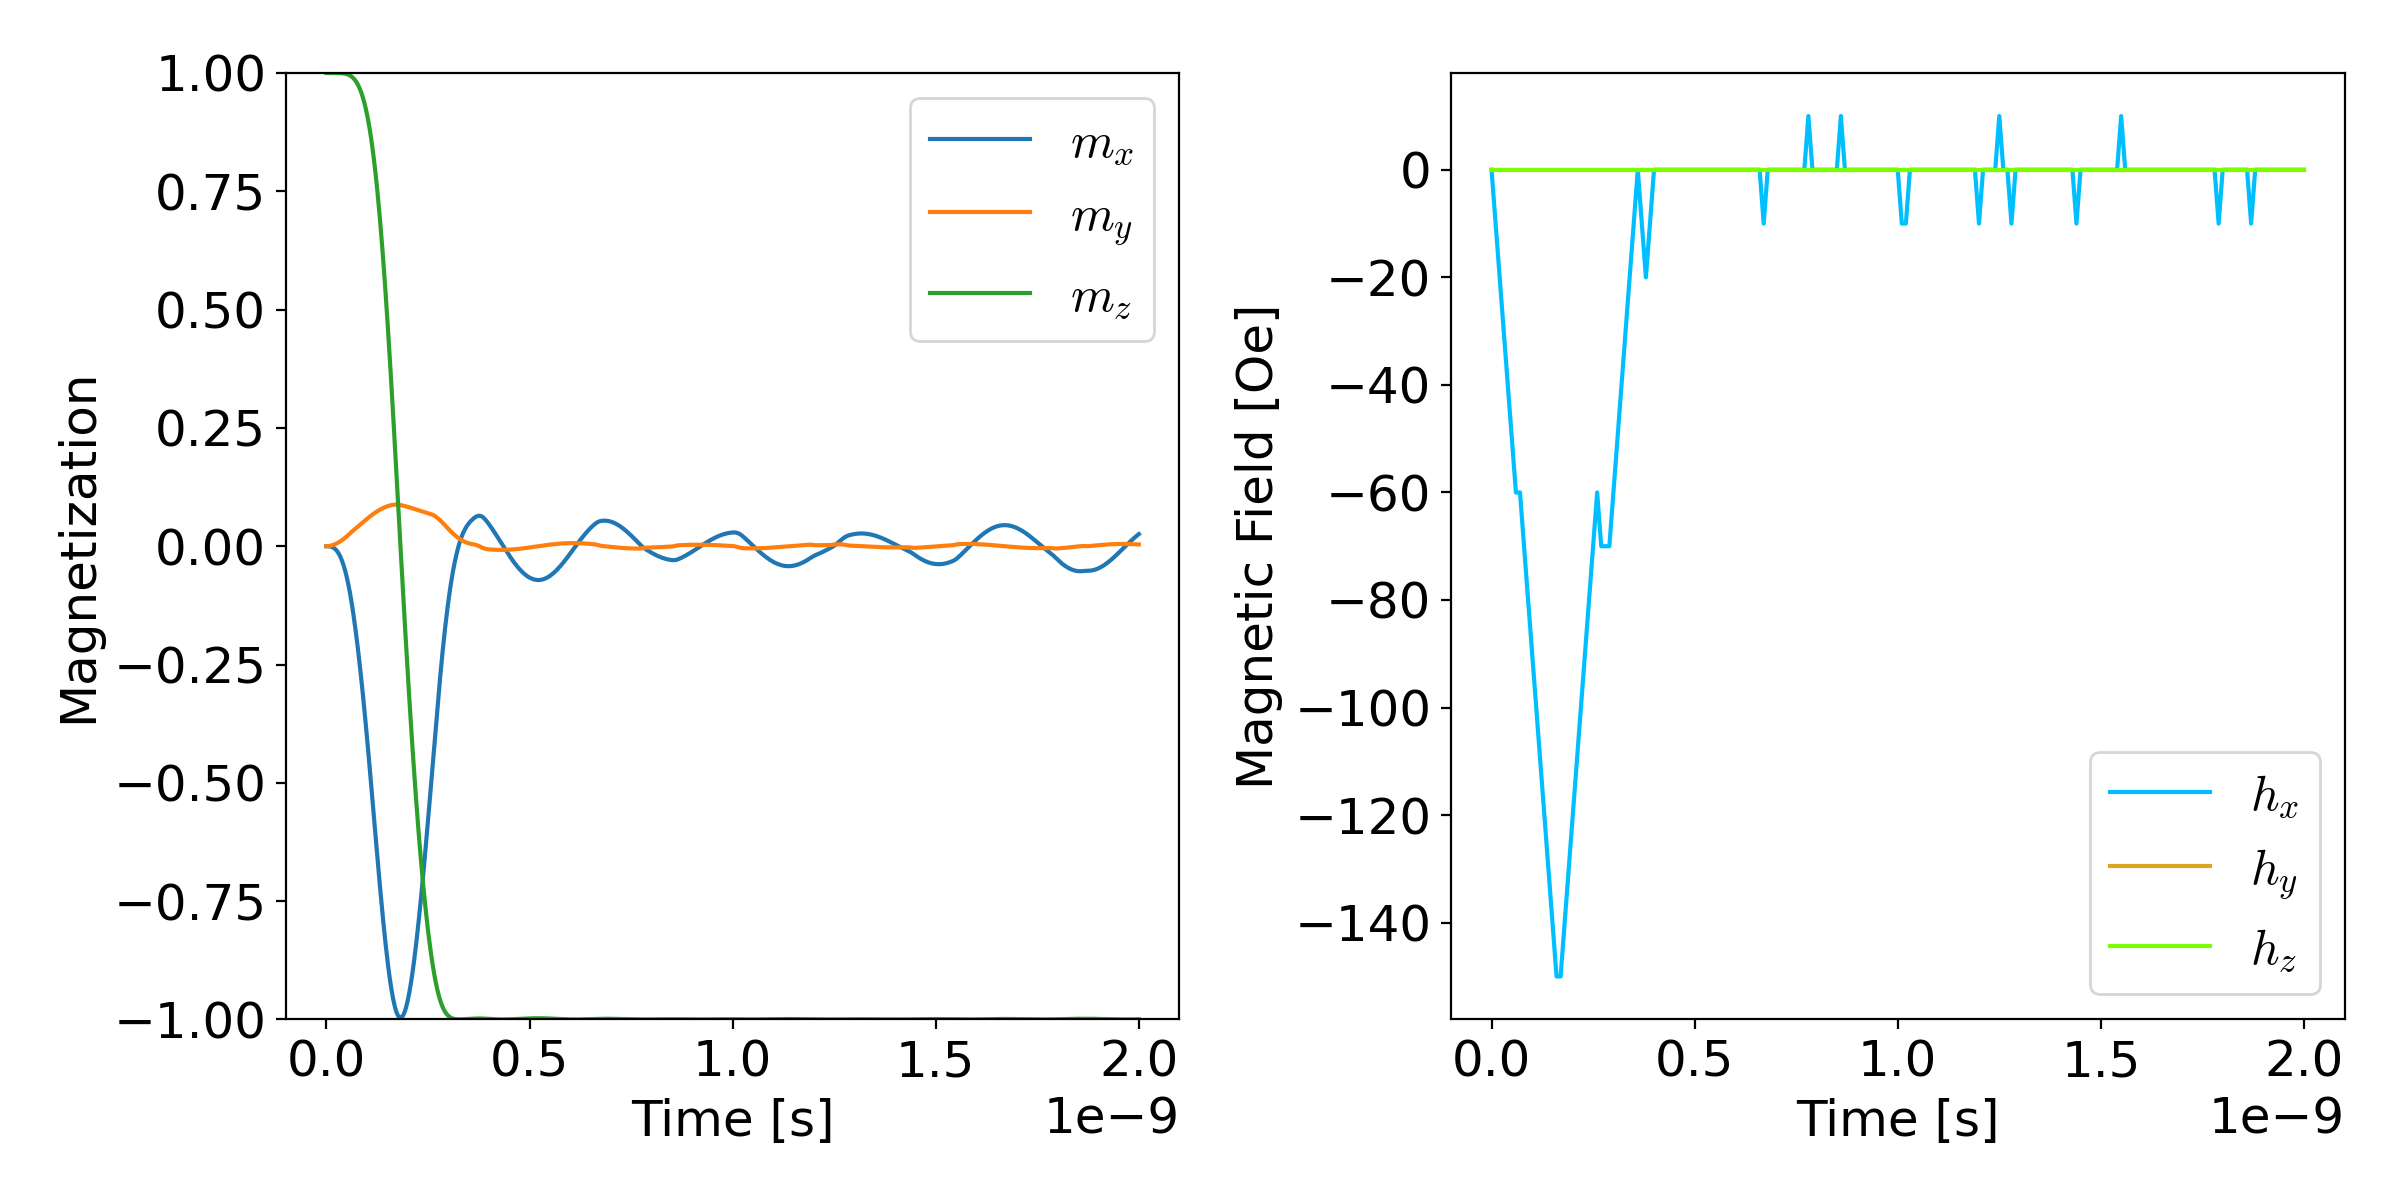 Magnetization
1.00
0.75
0.50
0.25
0.00
−0.25
−0.50
−0.75
−1.00
0.0 0.5 1.0 1.5 2.0
Time [s]
1e−9
m_x
m_y
m_z
Magnetic Field [Oe]
0
−20
−40
−60
−80
−100
−120
−140
0.0 0.5 1.0 1.5 2.0
Time [s]
1e−9
h_x
h_y
h_z